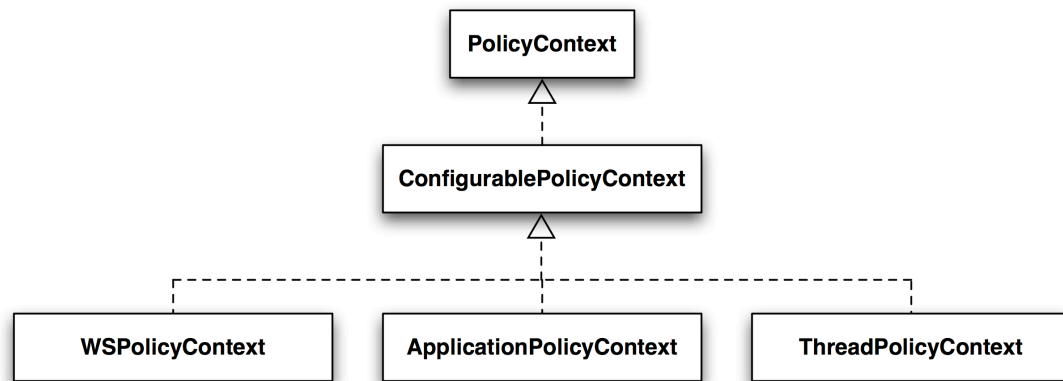 PolicyContext
ConfigurablePolicyContext
WSPolicyContext
ApplicationPolicyContext
ThreadPolicyContext